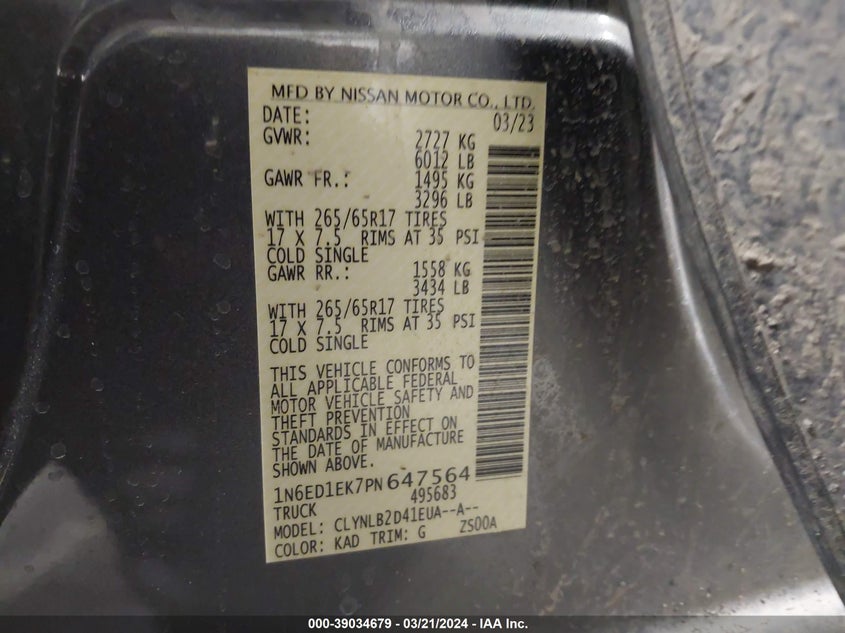 MFD BY NISSAN MOTOR CO., LTD.
DATE: 03/23
GVWR: 2727 KG
6012 LB
GAWR FR.: 1495 KG
3296 LB
WITH 265/65R17 TIRES
17 X 7.5 RIMS AT 35 PSI
COLD SINGLE
GAWR RR.: 1558 KG
3434 LB
WITH 265/65R17 TIRES
17 X 7.5 RIMS AT 35 PSI
COLD SINGLE
THIS VEHICLE CONFORMS TO
ALL APPLICABLE FEDERAL
MOTOR VEHICLE SAFETY AND
THEFT PREVENTION
STANDARDS IN EFFECT ON
THE DATE OF MANUFACTURE
SHOWN ABOVE.
1N6ED1EK7PN647564
TRUCK 495683
MODEL: CLYNLB2D41EUA--A--
COLOR: KAD TRIM: G ZS00A
000-39034679 - 03/21/2024 - IAA Inc.